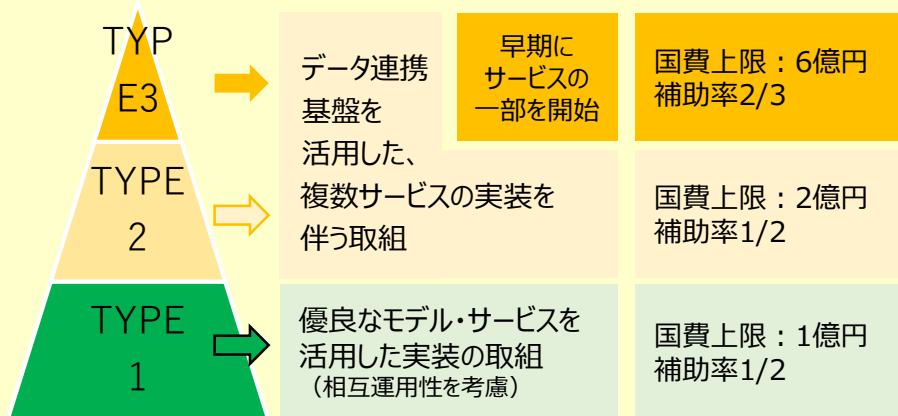 TYP
E3
データ連携
基盤を
活用した、
複数サービスの実装を
伴う取組
早期に
サービスの
一部を開始
国費上限：6億円
補助率2/3
TYPE
2
国費上限：2億円
補助率1/2
TYPE
1
優良なモデル・サービスを
活用した実装の取組
（相互運用性を考慮）
国費上限：1億円
補助率1/2